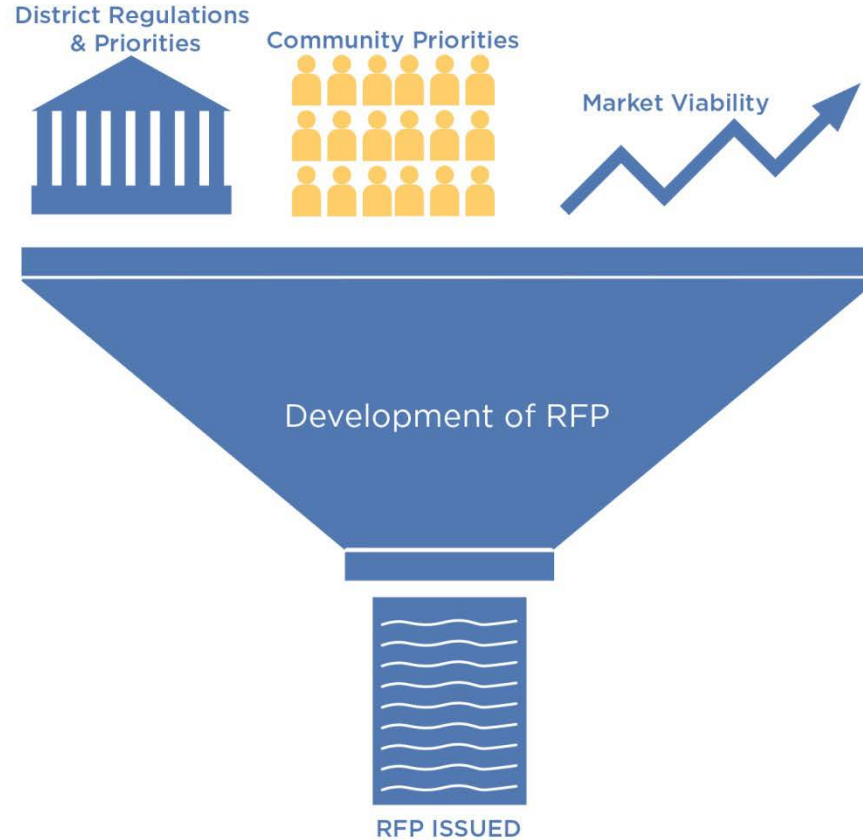 District Regulations
& Priorities
Community Priorities
Market Viability
Development of RFP
RFP ISSUED